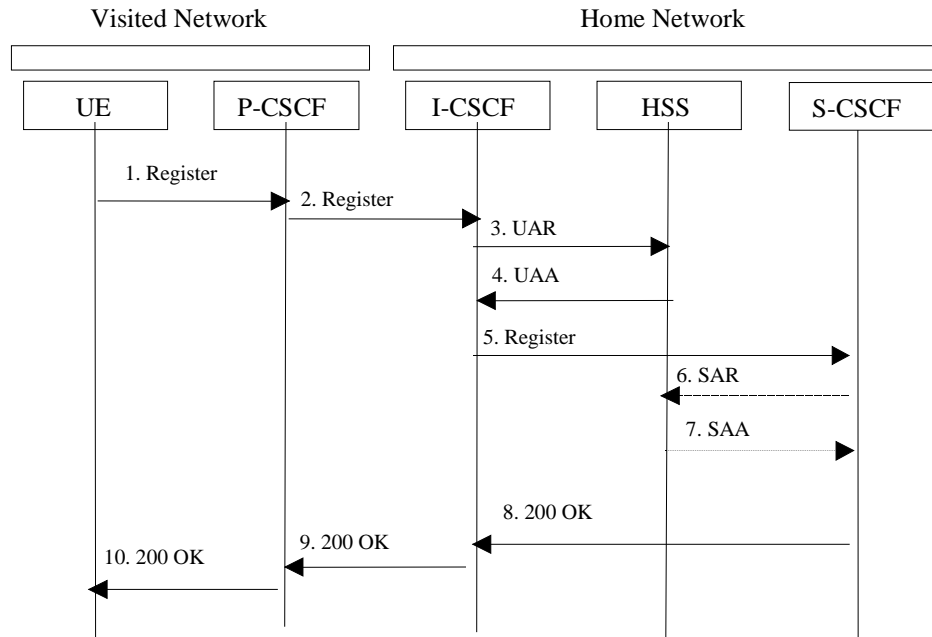 Visited Network
Home Network
UE
P-CSCF
I-CSCF
HSS
S-CSCF
1. Register
2. Register
3. UAR
4. UAA
5. Register
6. SAR
7. SAA
8. 200 OK
9. 200 OK
10. 200 OK